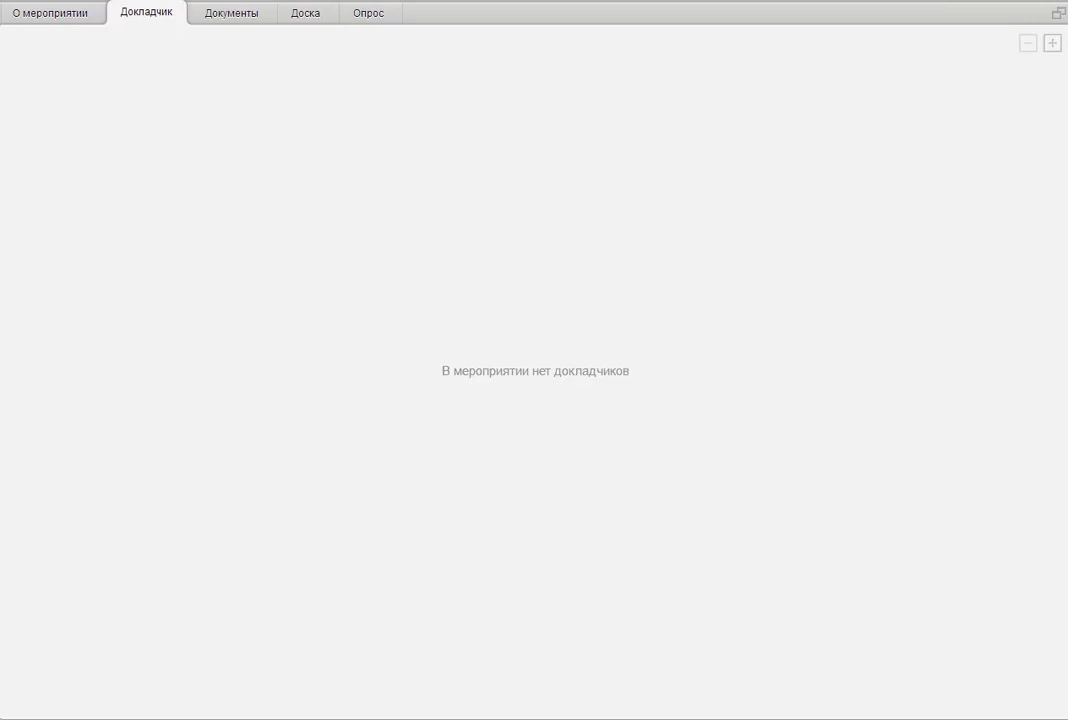 О мероприятии Докладчик Документы Доска Опрос
В мероприятии нет докладчиков